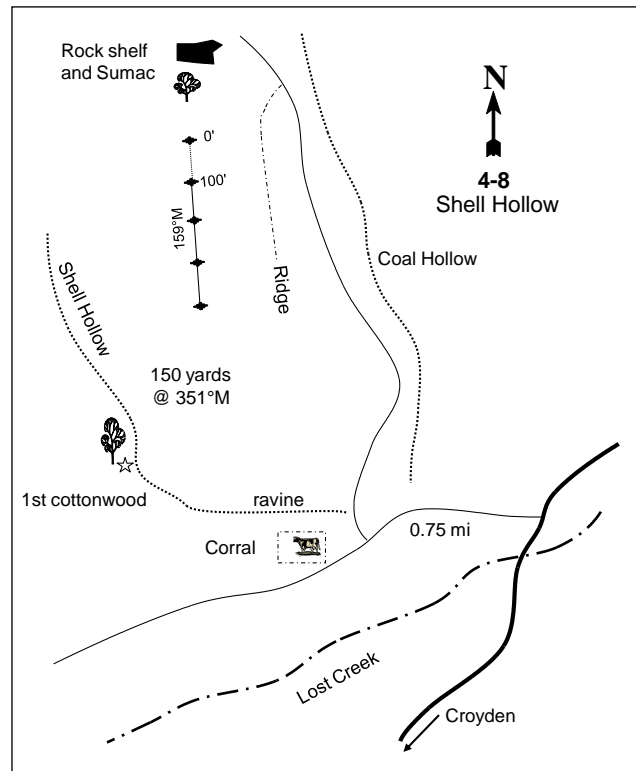 Rock shelf
and Sumac
N
4-8
Shell Hollow
0'
100'
159°M
Ridge
Coal Hollow
Shell Hollow
150 yards
@ 351°M
1st cottonwood
ravine
Corral
0.75 mi
Lost Creek
Croyden